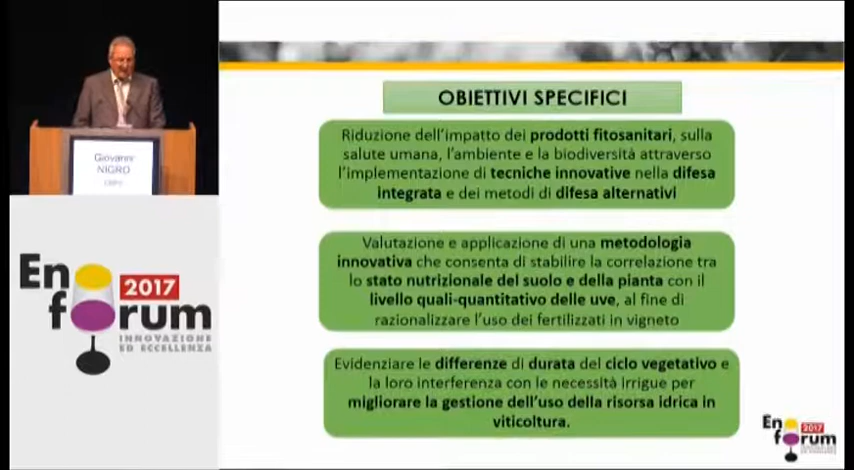 OBIETTIVI SPECIFICI
Riduzione dell'impatto dei prodotti fitosanitari, sulla
salute umana, l'ambiente e la biodiversità attraverso
l'implementazione di tecniche innovative nella difesa
integrata e dei metodi di difesa alternativi
Valutazione e applicazione di una metodologia
innovativa che consenta di stabilire la correlazione tra
lo stato nutrizionale del suolo e della pianta con il
livello quali-quantitativo delle uve, al fine di
razionalizzare l'uso dei fertilizzati in vigneto
Evidenziare le differenze di durata del ciclo vegetativo e
la loro interferenza con le necessità irrigue per
migliorare la gestione dell'uso della risorsa idrica in
viticoltura.
Giovanni
NIGRO
En
2017
forum
INNOVAZIONE
ED ECCELLENZA
En
2017
forum